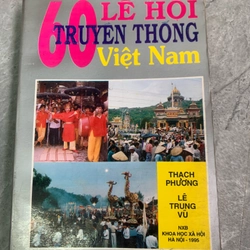 60 LỄ HỘI
TRUYỀN THỐNG
Việt Nam
THẠCH
PHƯƠNG
LÊ
TRUNG
VŨ
NXB
KHOA HỌC XÃ HỘI
HÀ NỘI - 1995